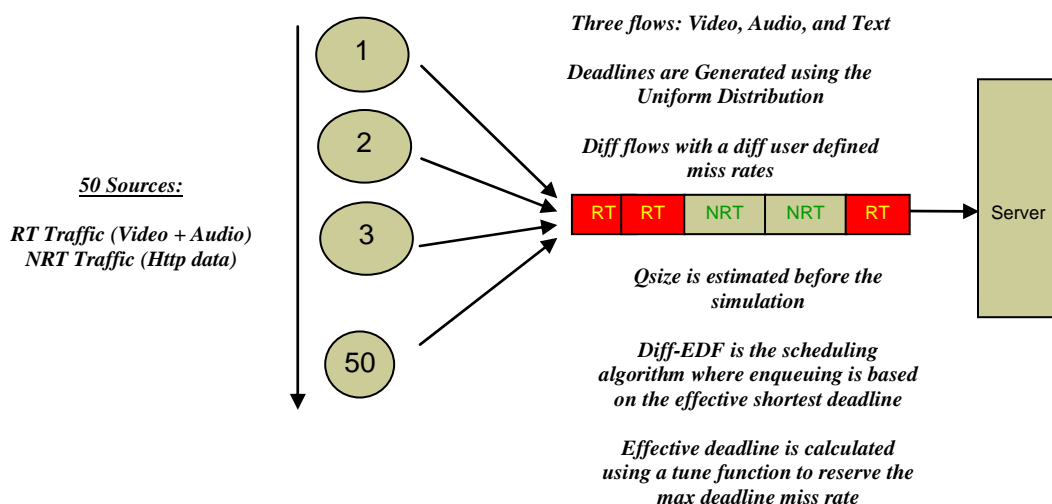 50 Sources:
RT Traffic (Video + Audio)
NRT Traffic (Http data)
1
2
3
50
Three flows: Video, Audio, and Text
Deadlines are Generated using the
Uniform Distribution
Diff flows with a diff user defined
miss rates
RT RT NRT NRT RT
Server
Qsize is estimated before the
simulation
Diff-EDF is the scheduling
algorithm where enqueuing is based
on the effective shortest deadline
Effective deadline is calculated
using a tune function to reserve the
max deadline miss rate